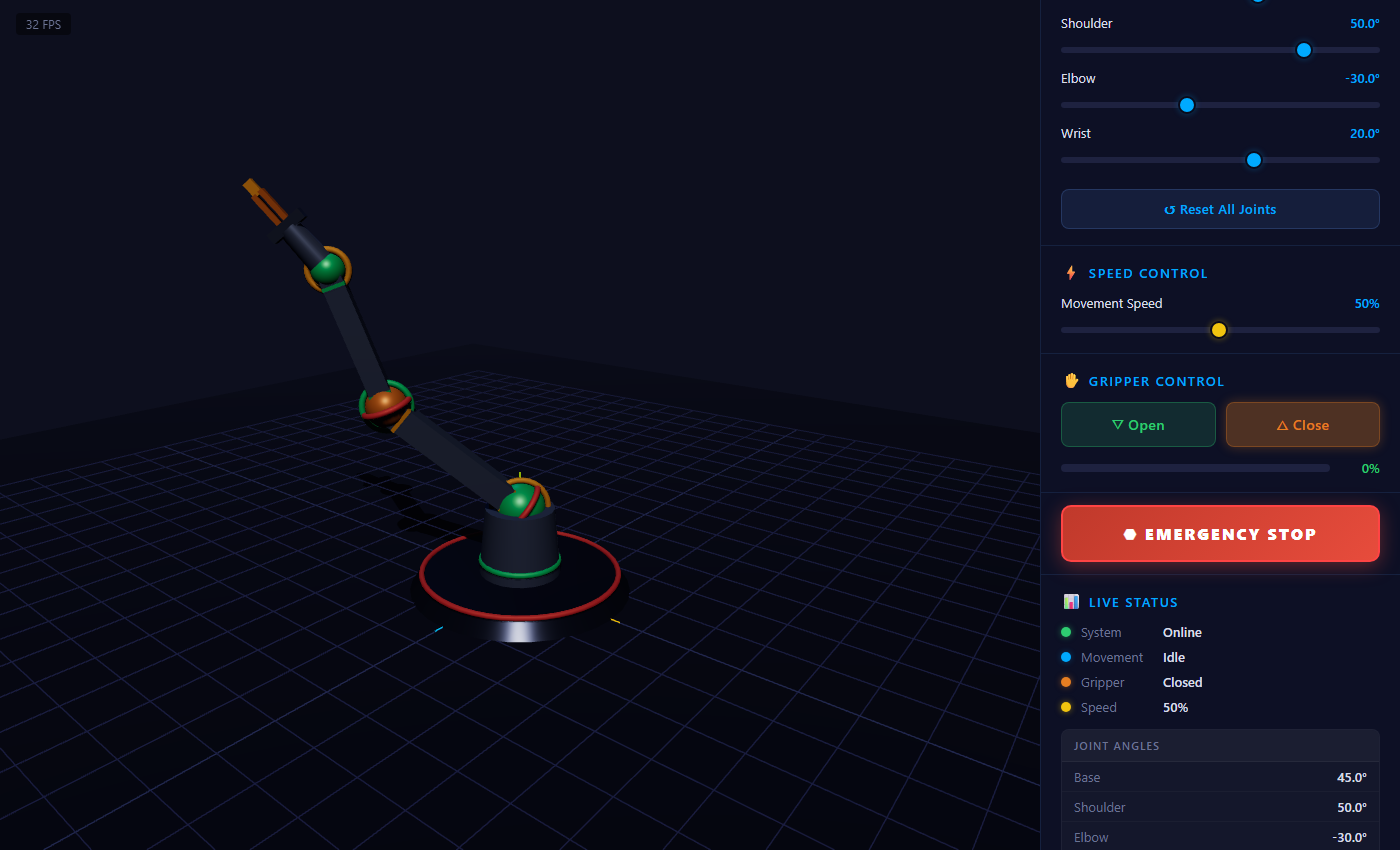 32 FPS
Shoulder 50.0°
Elbow -30.0°
Wrist 20.0°
↺ Reset All Joints
⚡ SPEED CONTROL
Movement Speed 50%
✋ GRIPPER CONTROL
▽ Open △ Close
0%
EMERGENCY STOP
📊 LIVE STATUS
System Online
Movement Idle
Gripper Closed
Speed 50%
JOINT ANGLES
Base 45.0°
Shoulder 50.0°
Elbow -30.0°